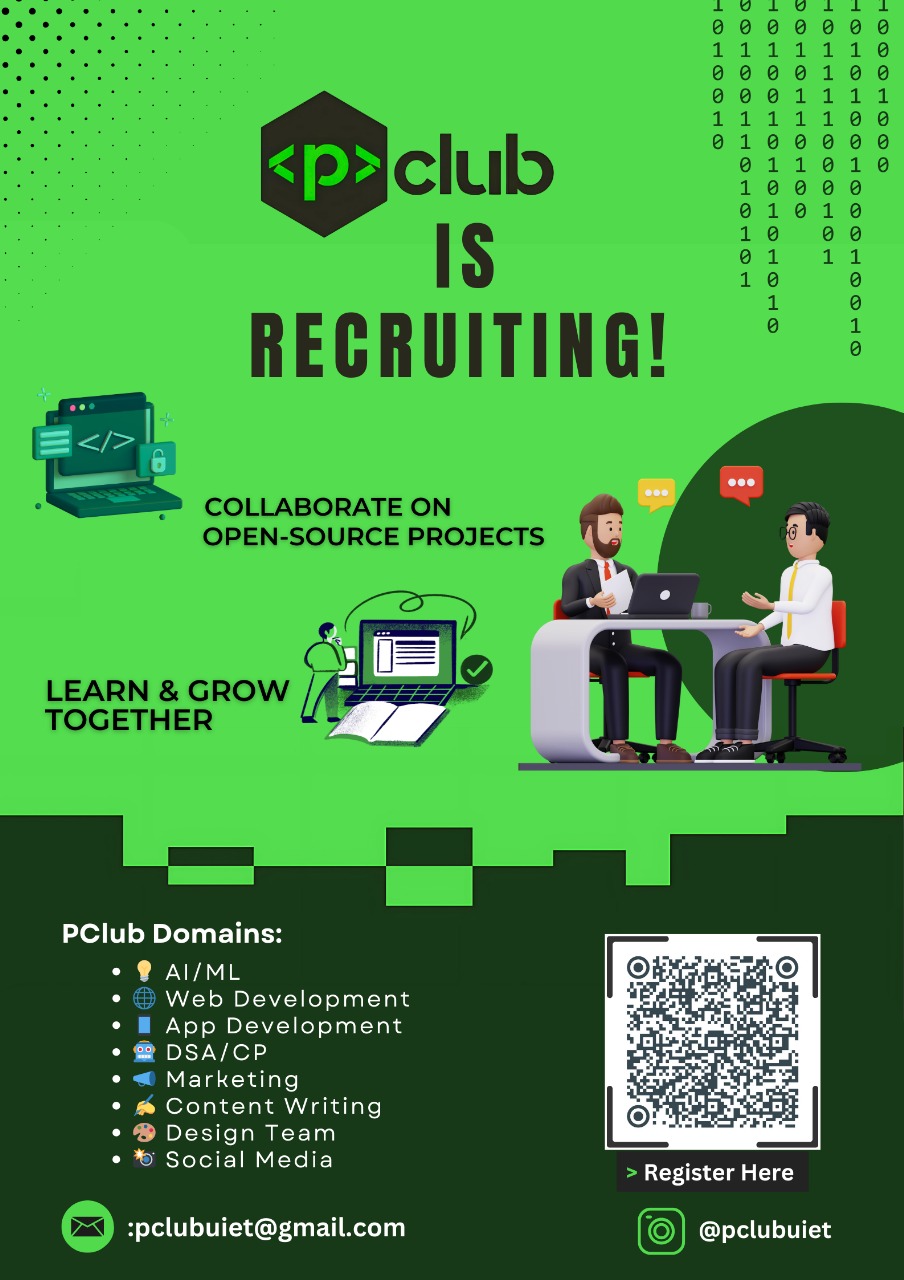 <p>club
IS
RECRUITING!
</>
COLLABORATE ON
OPEN-SOURCE PROJECTS
LEARN & GROW
TOGETHER
PClub Domains:
• AI/ML
• Web Development
• App Development
• DSA/CP
• Marketing
• Content Writing
• Design Team
• Social Media
> Register Here
:pclubuiet@gmail.com
@pclubuiet